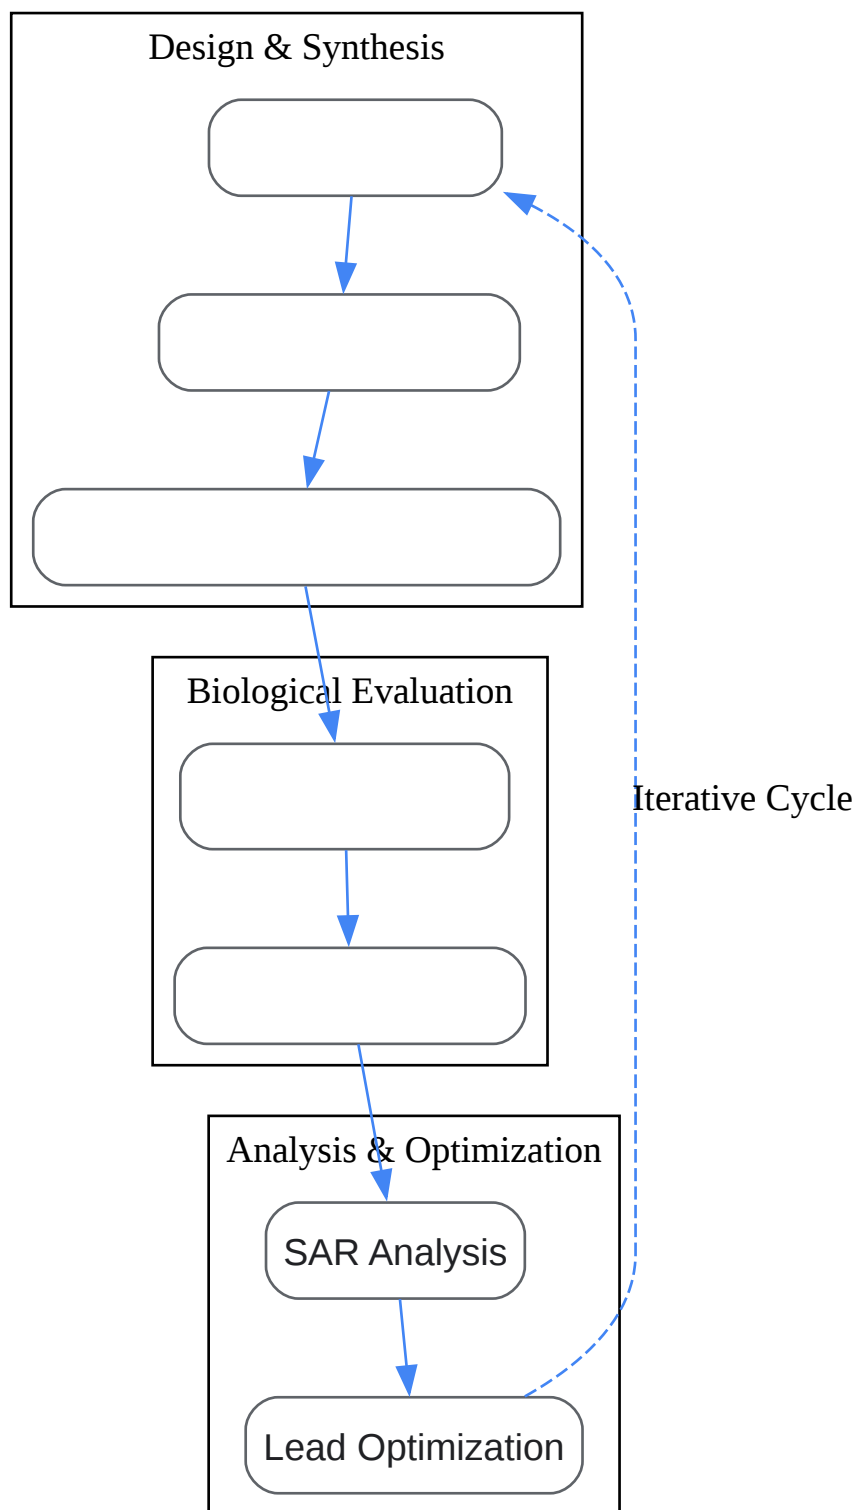 Design & Synthesis
Biological Evaluation
Iterative Cycle
Analysis & Optimization
SAR Analysis
Lead Optimization